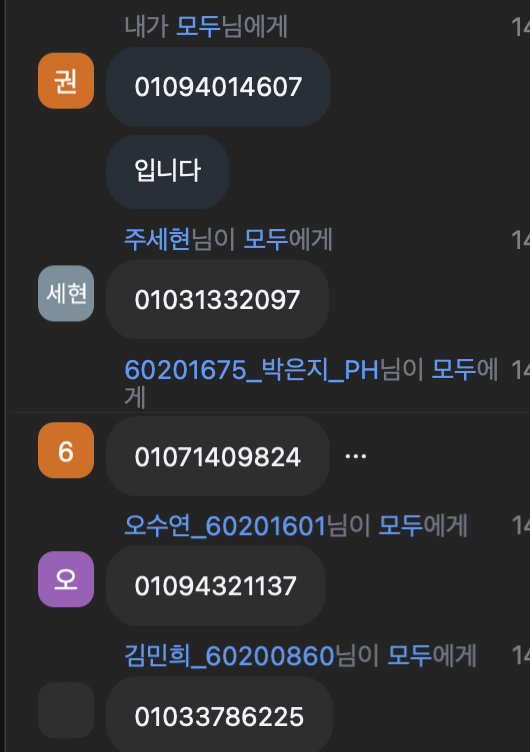 내가 모두님에게 14
권 01094014607
입니다
주세현님이 모두에게 14
세현 01031332097
60201675_박은지_PH님이 모두에 14
게
6 01071409824 ...
오수연_60201601님이 모두에게 14
오 01094321137
김민희_60200860님이 모두에게 14
01033786225